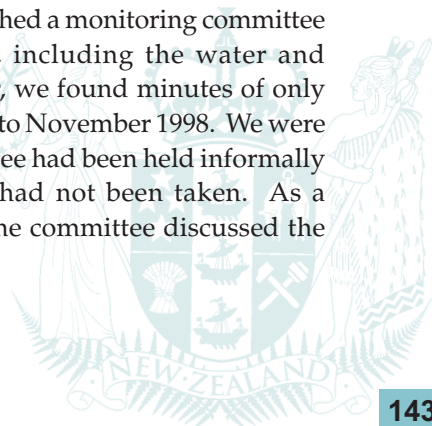 hed a monitoring committee
including the water and
, we found minutes of only
to November 1998. We were
ee had been held informally
had not been taken. As a
ne committee discussed the
NEW·ZEALAND
143